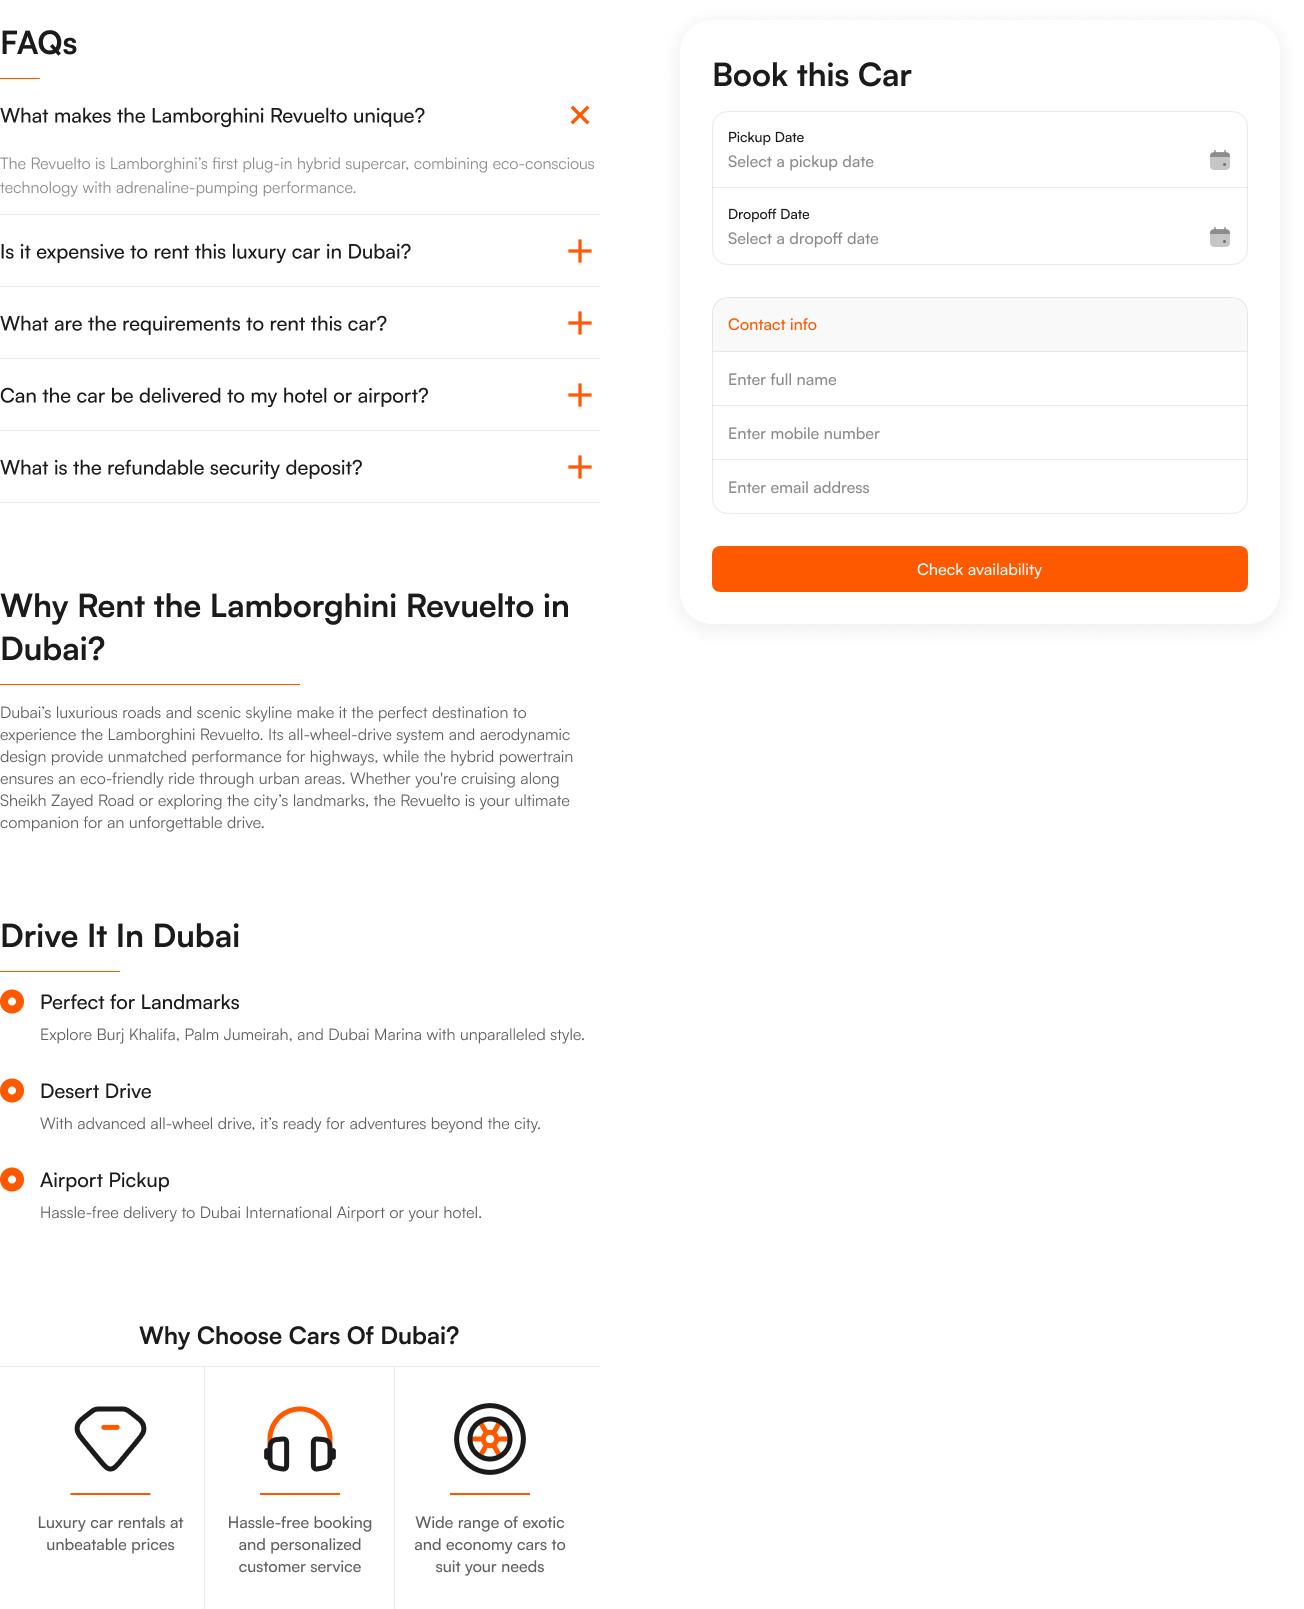 FAQs
What makes the Lamborghini Revuelto unique?
The Revuelto is Lamborghini’s first plug-in hybrid supercar, combining eco-conscious
technology with adrenaline-pumping performance.
Is it expensive to rent this luxury car in Dubai?
What are the requirements to rent this car?
Can the car be delivered to my hotel or airport?
What is the refundable security deposit?
Why Rent the Lamborghini Revuelto in
Dubai?
Dubai’s luxurious roads and scenic skyline make it the perfect destination to
experience the Lamborghini Revuelto. Its all-wheel-drive system and aerodynamic
design provide unmatched performance for highways, while the hybrid powertrain
ensures an eco-friendly ride through urban areas. Whether you're cruising along
Sheikh Zayed Road or exploring the city’s landmarks, the Revuelto is your ultimate
companion for an unforgettable drive.
Drive It In Dubai
Perfect for Landmarks
Explore Burj Khalifa, Palm Jumeirah, and Dubai Marina with unparalleled style.
Desert Drive
With advanced all-wheel drive, it’s ready for adventures beyond the city.
Airport Pickup
Hassle-free delivery to Dubai International Airport or your hotel.
Why Choose Cars Of Dubai?
Luxury car rentals at
unbeatable prices
Hassle-free booking
and personalized
customer service
Wide range of exotic
and economy cars to
suit your needs
Book this Car
Pickup Date
Select a pickup date
Dropoff Date
Select a dropoff date
Contact info
Enter full name
Enter mobile number
Enter email address
Check availability